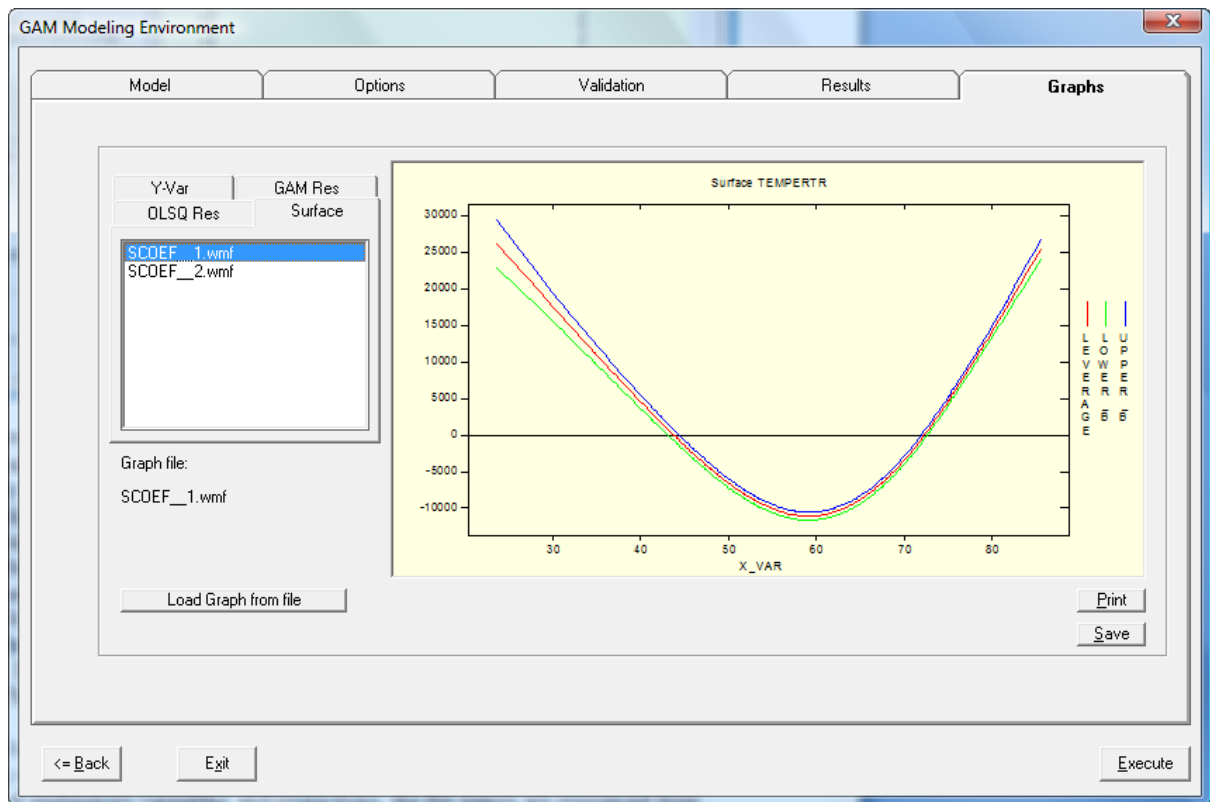 GAM Modeling Environment
Model
Options
Validation
Results
Graphs
Y-Var
GAM Res
OLSQ Res
Surface
SCOEF__1.wmf
SCOEF__2.wmf
Graph file:
SCOEF__1.wmf
Load Graph from file
Surface TEMPERTR
30000
25000
20000
15000
10000
5000
0
-5000
-10000
30
40
50
60
70
80
X_VAR
LEVERAGE
LOWER_
UPPER_
Print
Save
<= Back
Exit
Execute